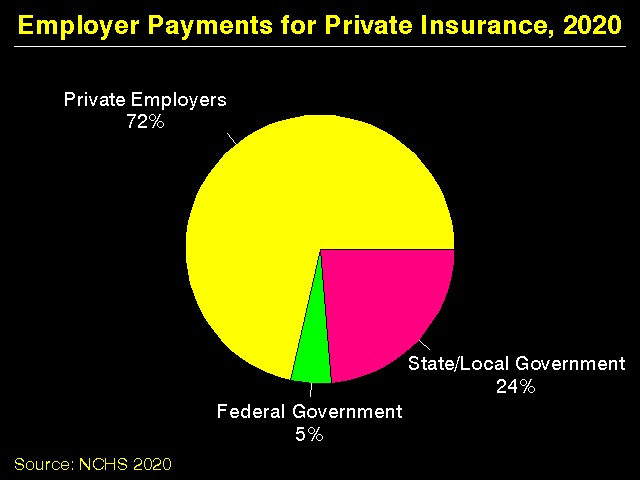 Employer Payments for Private Insurance, 2020
Private Employers
72%
State/Local Government
24%
Federal Government
5%
Source: NCHS 2020